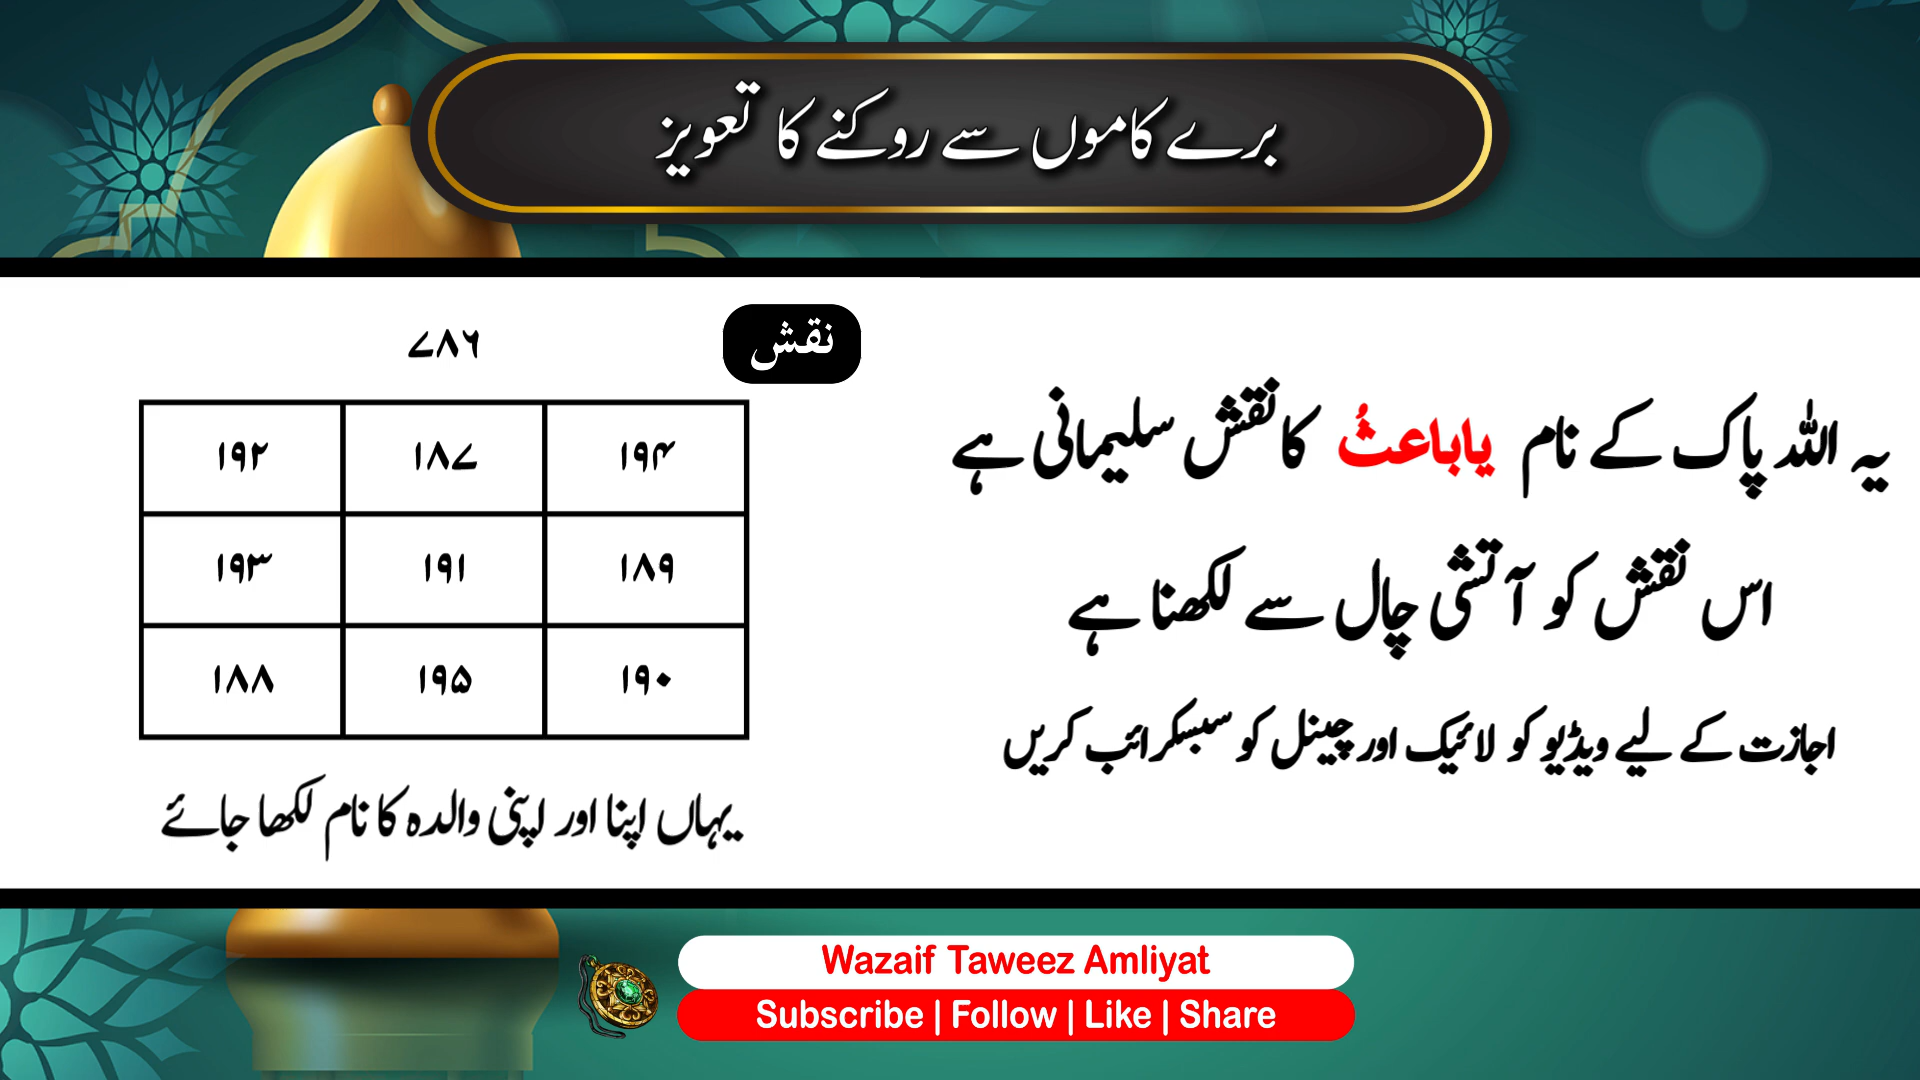 برے کاموں سے روکنے کا تعویز
نقش
۷۸۶
۱۹۲ ۱۸۷ ۱۹۴
۱۹۳ ۱۹۱ ۱۸۹
۱۸۸ ۱۹۵ ۱۹۰
یہاں اپنا اور اپنی والدہ کا نام لکھا جائے
یہ اللہ پاک کے نام یاباعثُ کا نقش سلیمانی ہے
اس نقش کو آتشی چال سے لکھنا ہے
اجازت کے لیے ویڈیو کو لائیک اور چینل کو سبسکرائب کریں
Wazaif Taweez Amliyat
Subscribe | Follow | Like | Share